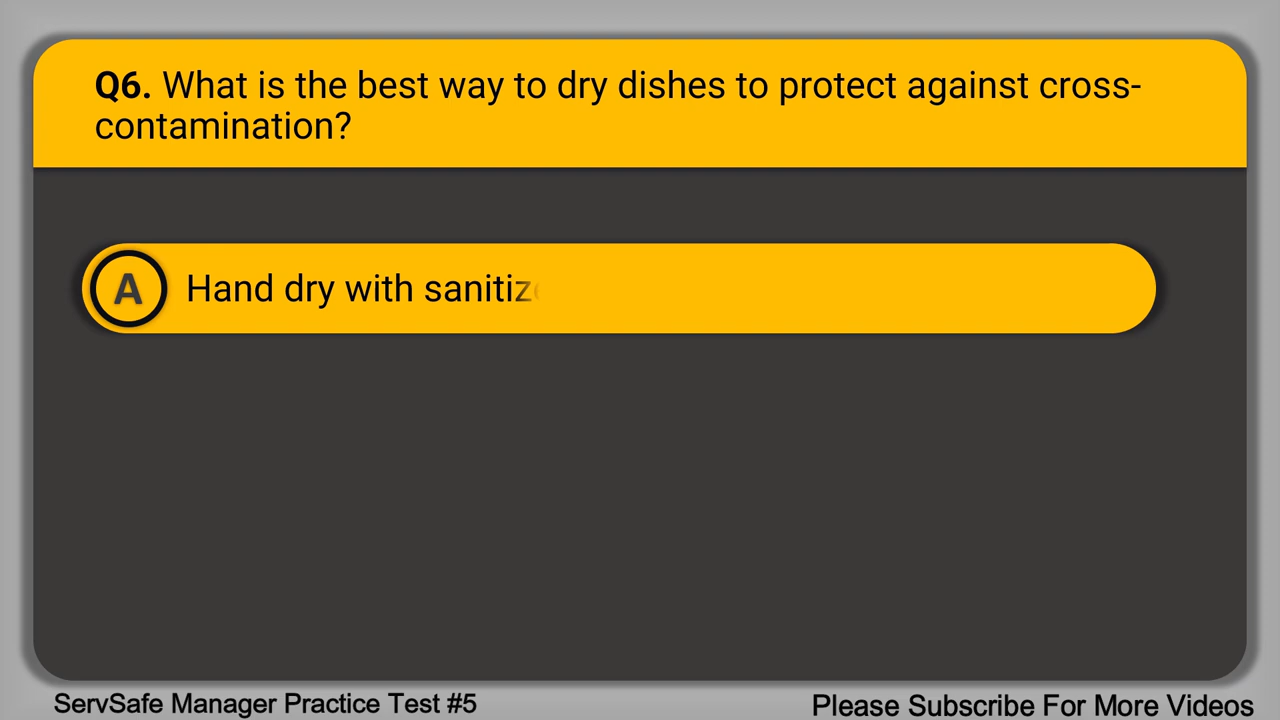 Q6. What is the best way to dry dishes to protect against cross-
contamination?
A
Hand dry with
ServSafe Manager Practice Test #5
Please Subscribe For More Videos